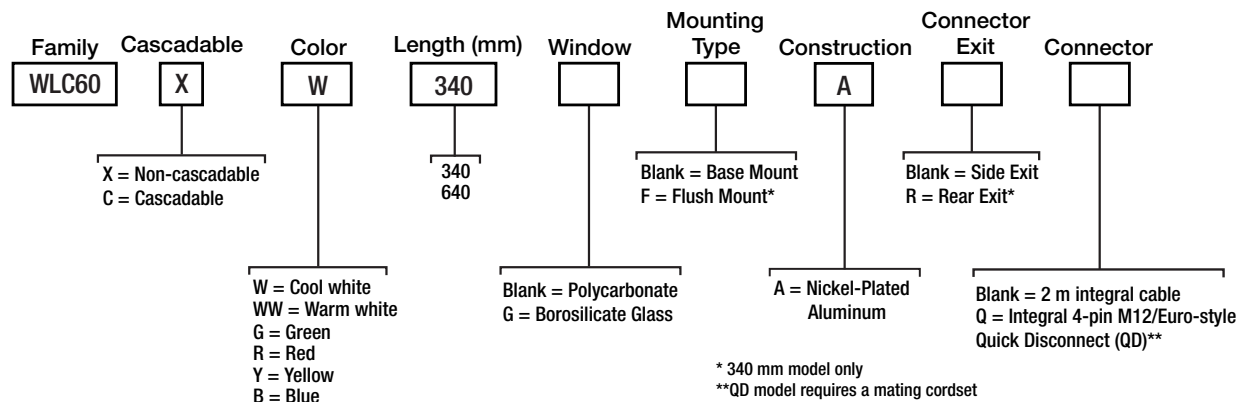 Family
Cascadable
Color
Length (mm)
Window
Mounting
Type
Construction
Connector
Exit
Connector
WLC60
X
W
340
A
X = Non-cascadable
C = Cascadable
W = Cool white
WW = Warm white
G = Green
R = Red
Y = Yellow
B = Blue
340
640
Blank = Polycarbonate
G = Borosilicate Glass
Blank = Base Mount
F = Flush Mount*
A = Nickel-Plated
Aluminum
Blank = Side Exit
R = Rear Exit*
Blank = 2 m integral cable
Q = Integral 4-pin M12/Euro-style
Quick Disconnect (QD)**
* 340 mm model only
**QD model requires a mating cordset